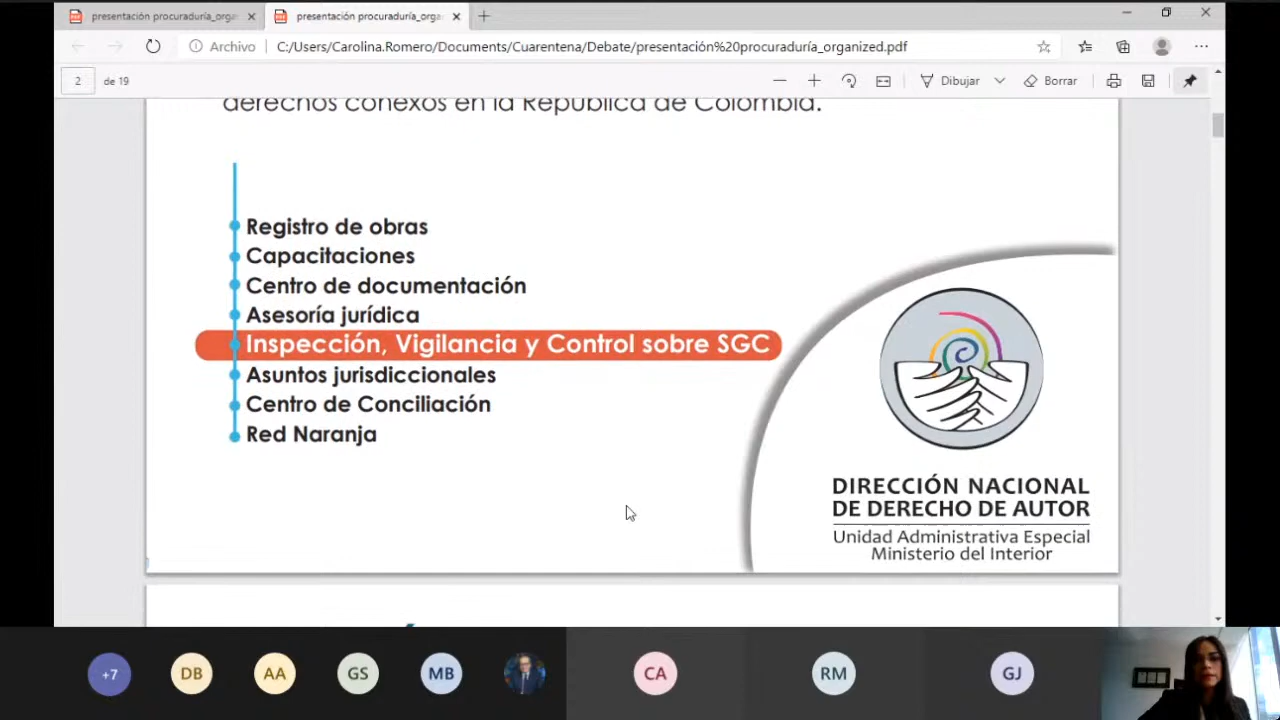 presentación procuraduría_orga
presentación procuraduría_orga
Archivo
C:/Users/Carolina.Romero/Documents/Cuarentena/Debate/presentación%20procuraduría_organized.pdf
2 de 19
Dibujar
Borrar
derechos conexos en la República de Colombia.
Registro de obras
Capacitaciones
Centro de documentación
Asesoría jurídica
Inspección, Vigilancia y Control sobre SGC
Asuntos jurisdiccionales
Centro de Conciliación
Red Naranja
DIRECCIÓN NACIONAL
DE DERECHO DE AUTOR
Unidad Administrativa Especial
Ministerio del Interior
+7
DB
AA
GS
MB
CA
RM
GJ